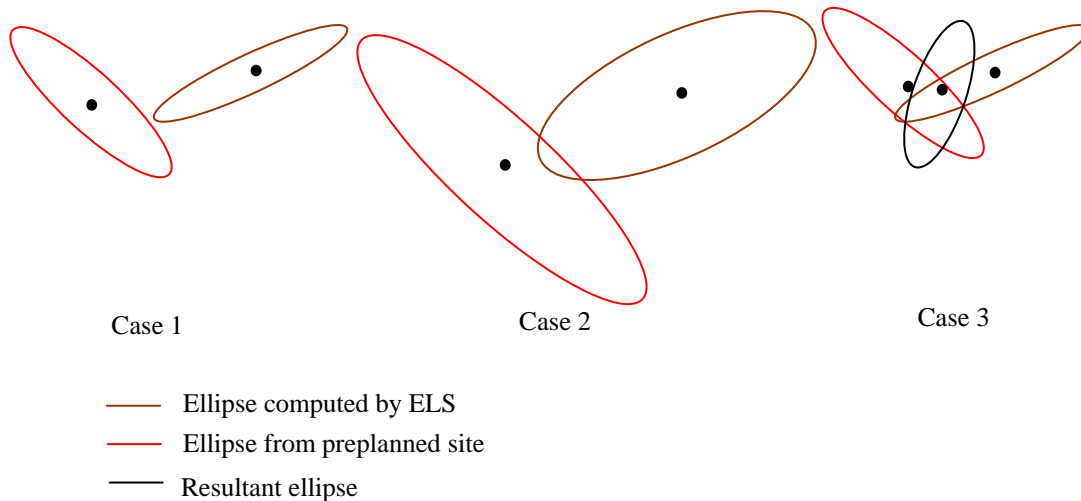 Case 1
Case 2
Case 3
Ellipse computed by ELS
Ellipse from preplanned site
Resultant ellipse